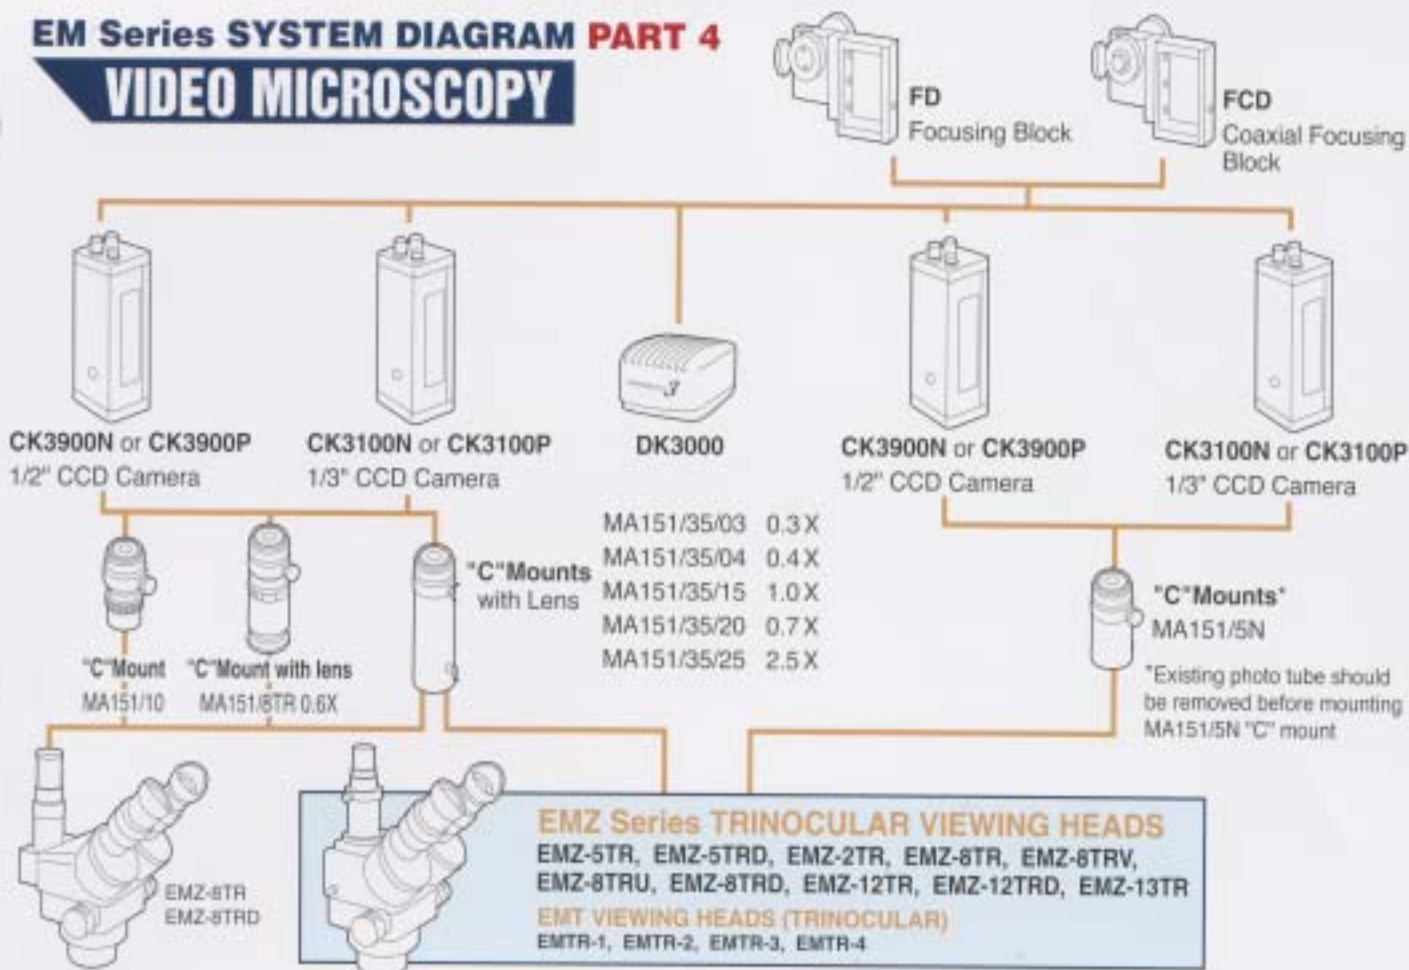 EM Series SYSTEM DIAGRAM PART 4
VIDEO MICROSCOPY
FD
Focusing Block
FCD
Coaxial Focusing
Block
CK3900N or CK3900P
1/2" CCD Camera
CK3100N or CK3100P
1/3" CCD Camera
3
DK3000
CK3900N or CK3900P
1/2" CCD Camera
CK3100N or CK3100P
1/3" CCD Camera
"C"Mount
MA151/10
"C"Mount with lens
MA151/8TR 0.6X
"C"Mounts
with Lens
MA151/35/03 0.3X
MA151/35/04 0.4X
MA151/35/15 1.0X
MA151/35/20 0.7X
MA151/35/25 2.5X
"C"Mounts*
MA151/5N
*Existing photo tube should
be removed before mounting
MA151/5N "C" mount
EMZ-8TR
EMZ-8TRD
EMZ Series TRINOCULAR VIEWING HEADS
EMZ-5TR, EMZ-5TRD, EMZ-2TR, EMZ-8TR, EMZ-8TRV,
EMZ-8TRU, EMZ-8TRD, EMZ-12TR, EMZ-12TRD, EMZ-13TR
EMT VIEWING HEADS (TRINOCULAR)
EMTR-1, EMTR-2, EMTR-3, EMTR-4